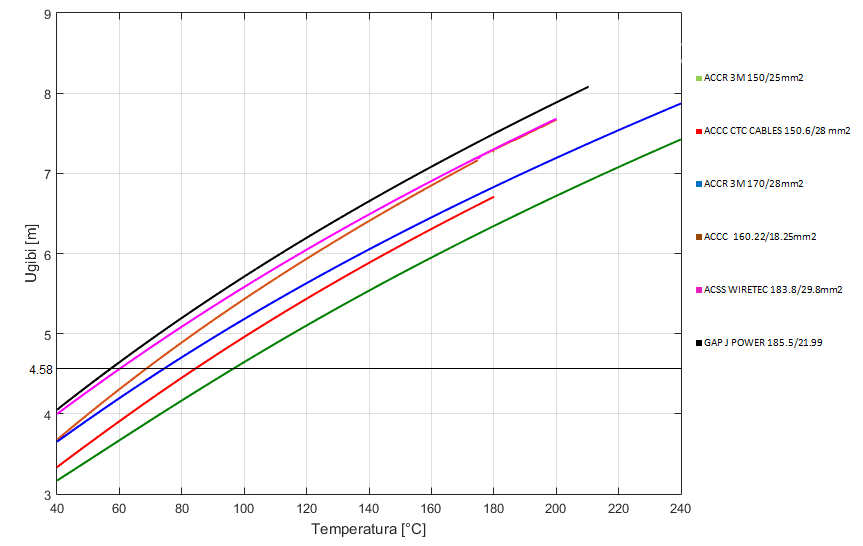 9
8
7
6
5
4.58
4
3
Ugibi [m]
40 60 80 100 120 140 160 180 200 220 240
Temperatura [°C]
ACCR 3M 150/25mm2
ACCC CTC CABLES 150.6/28 mm2
ACCR 3M 170/28mm2
ACCC 160.22/18.25mm2
ACSS WIRETEC 183.8/29.8mm2
GAP J POWER 185.5/21.99